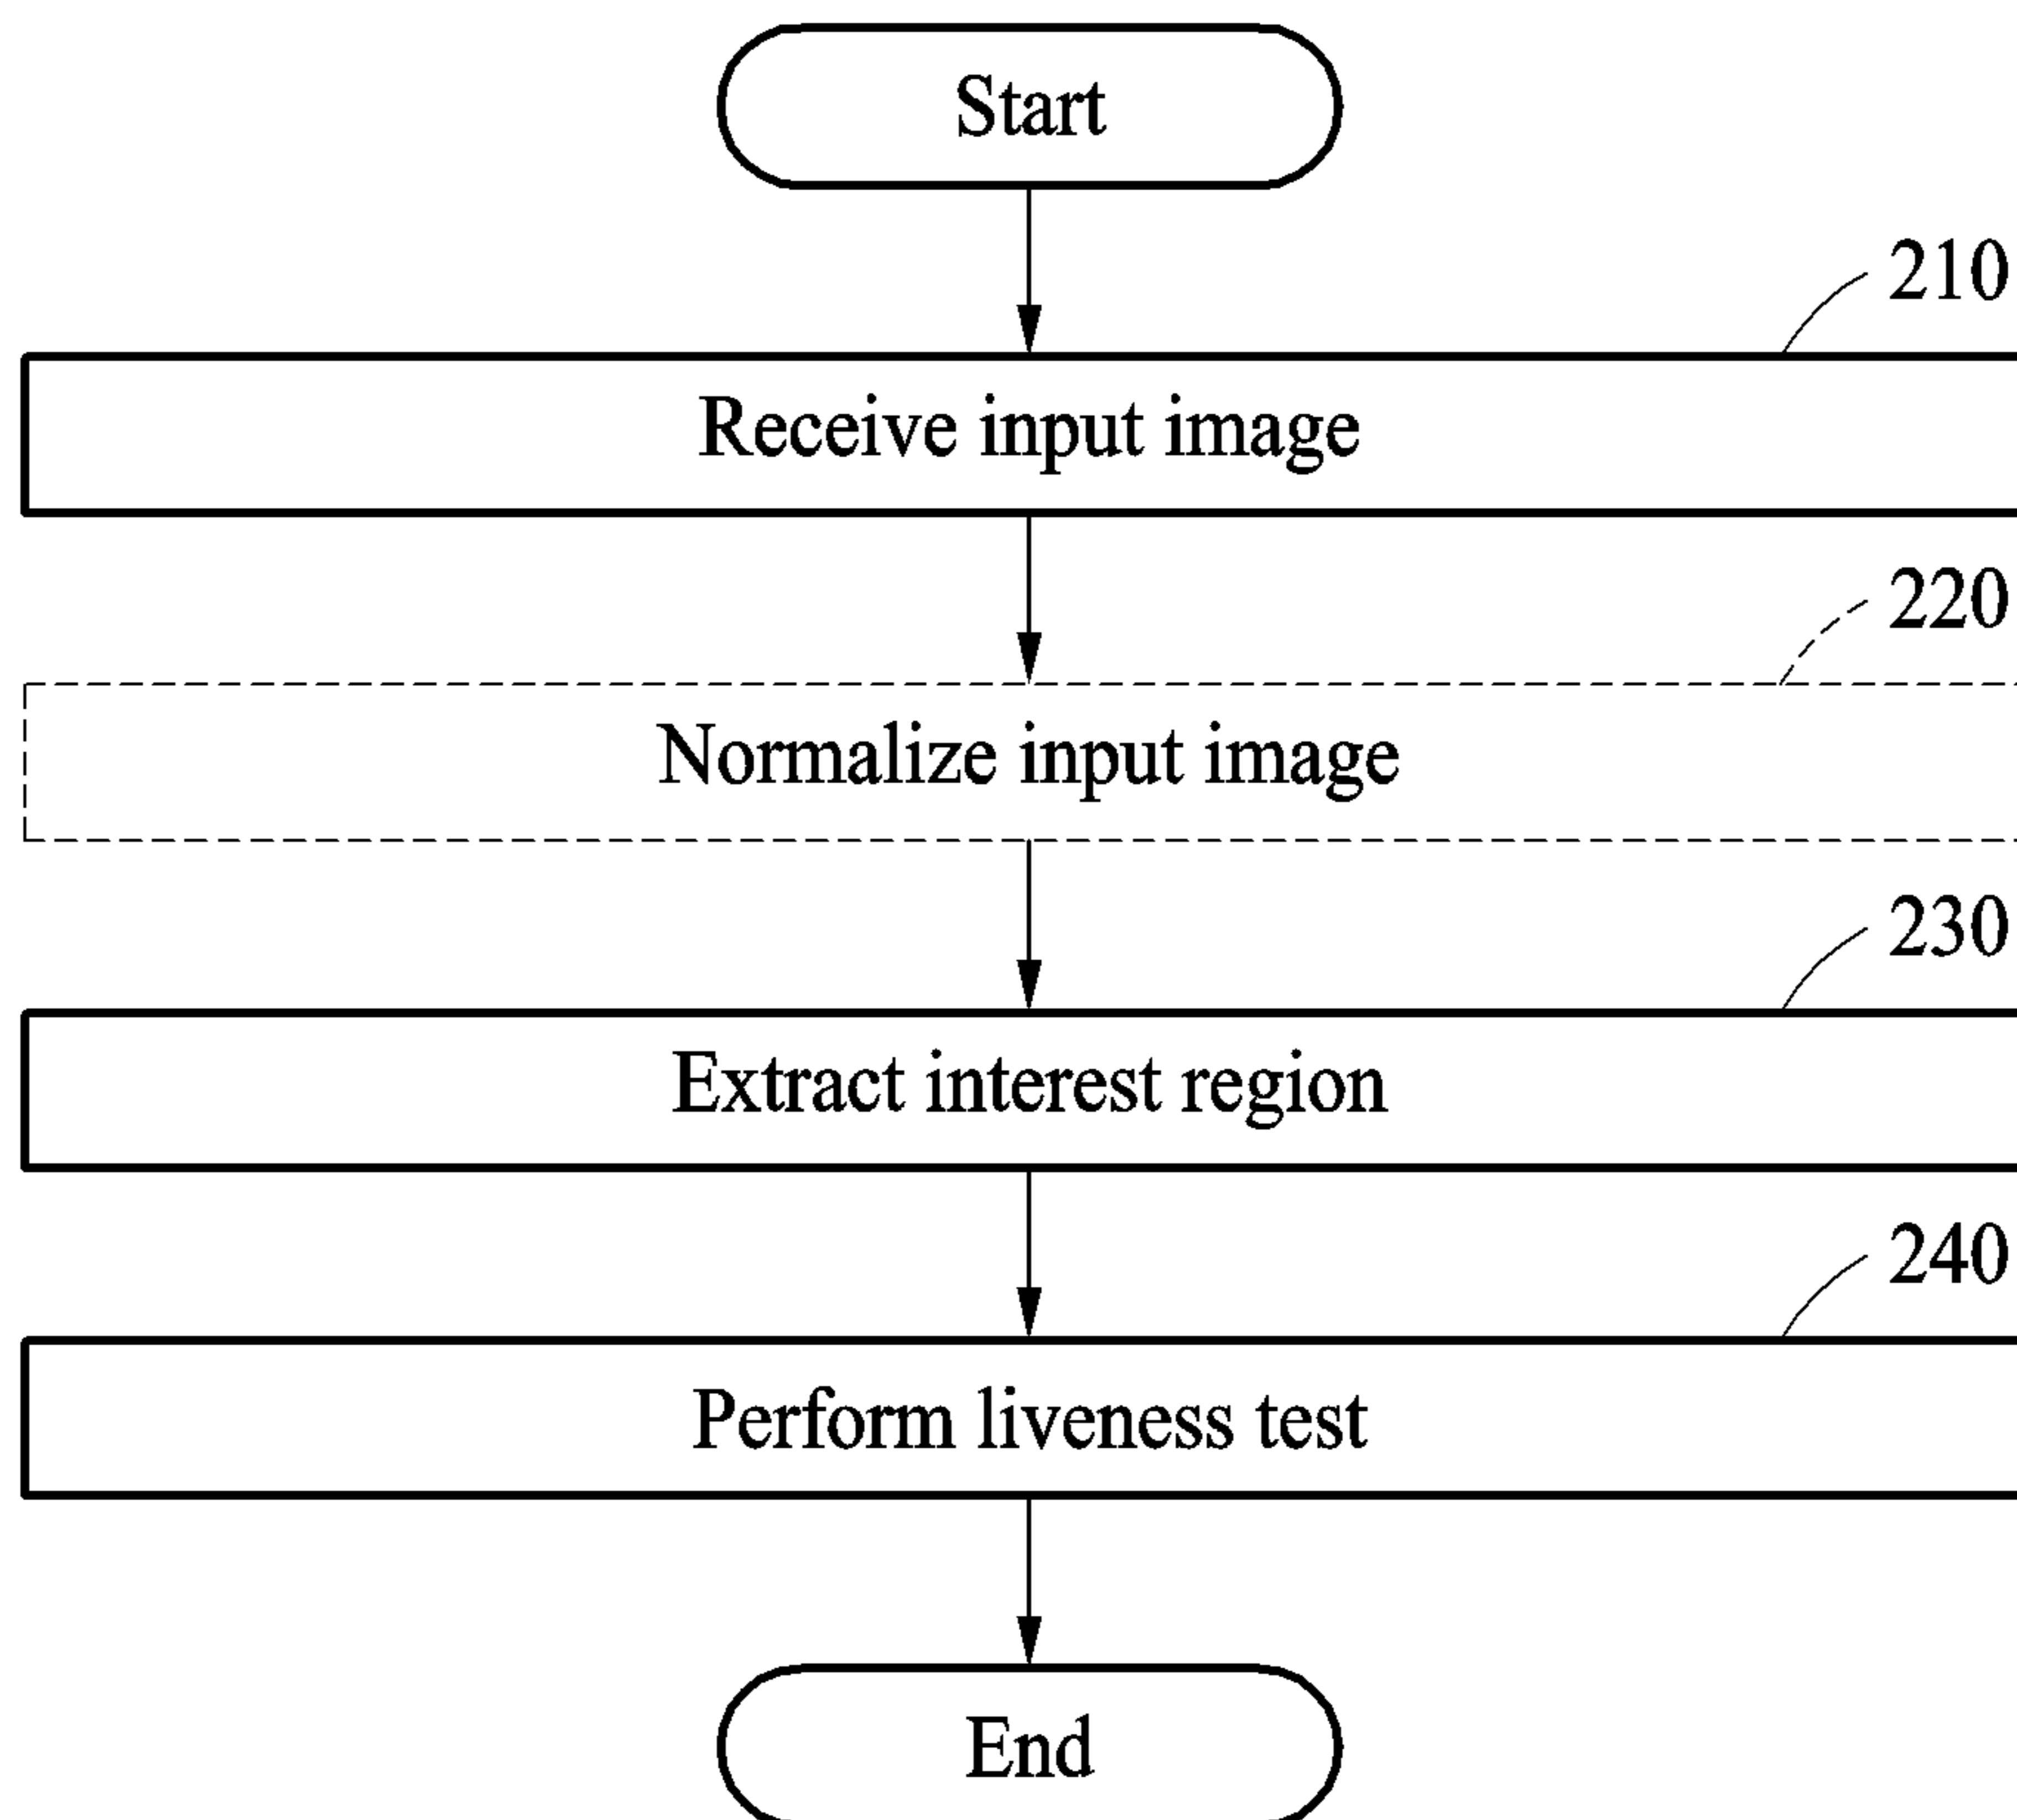 Start
210
Receive input image
220
Normalize input image
230
Extract interest region
240
Perform liveness test
End